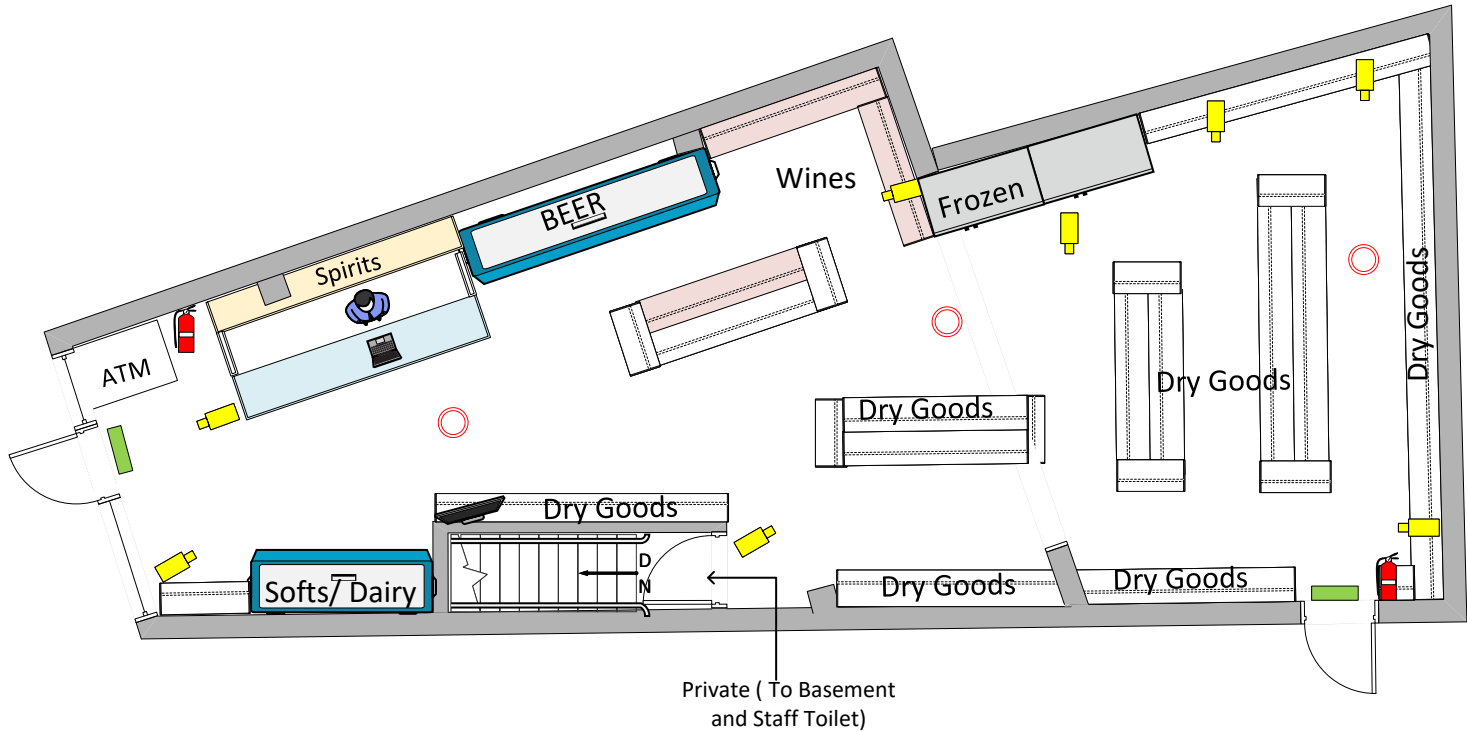 Wines
Frozen
BEER
Spirits
ATM
Dry Goods
Dry Goods
Dry Goods
Dry Goods
D
N
Softs/ Dairy
Dry Goods
Dry Goods
Private ( To Basement
and Staff Toilet)